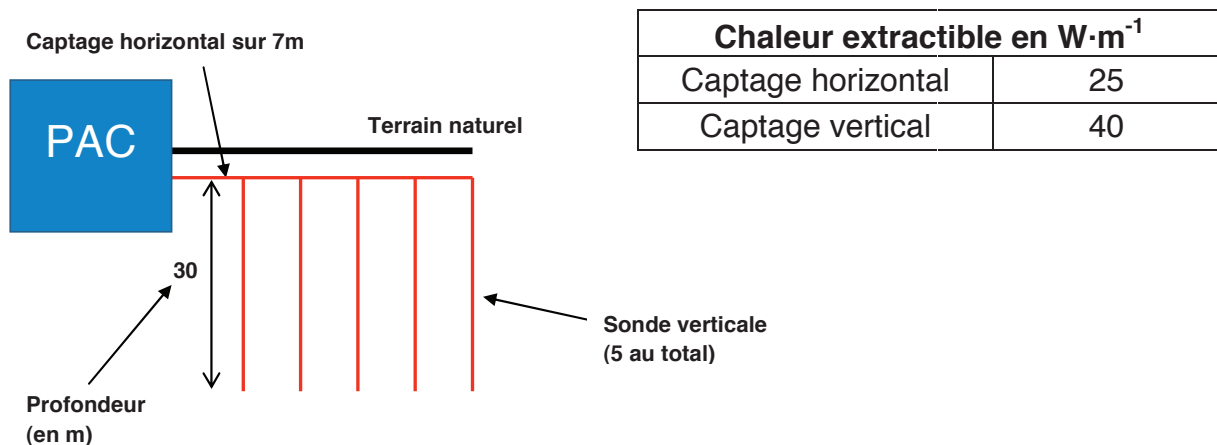 Captage horizontal sur 7m
PAC
Terrain naturel
30
Sonde verticale
(5 au total)
Profondeur
(en m)
Chaleur extractible en W·m⁻¹
Captage horizontal 25
Captage vertical 40